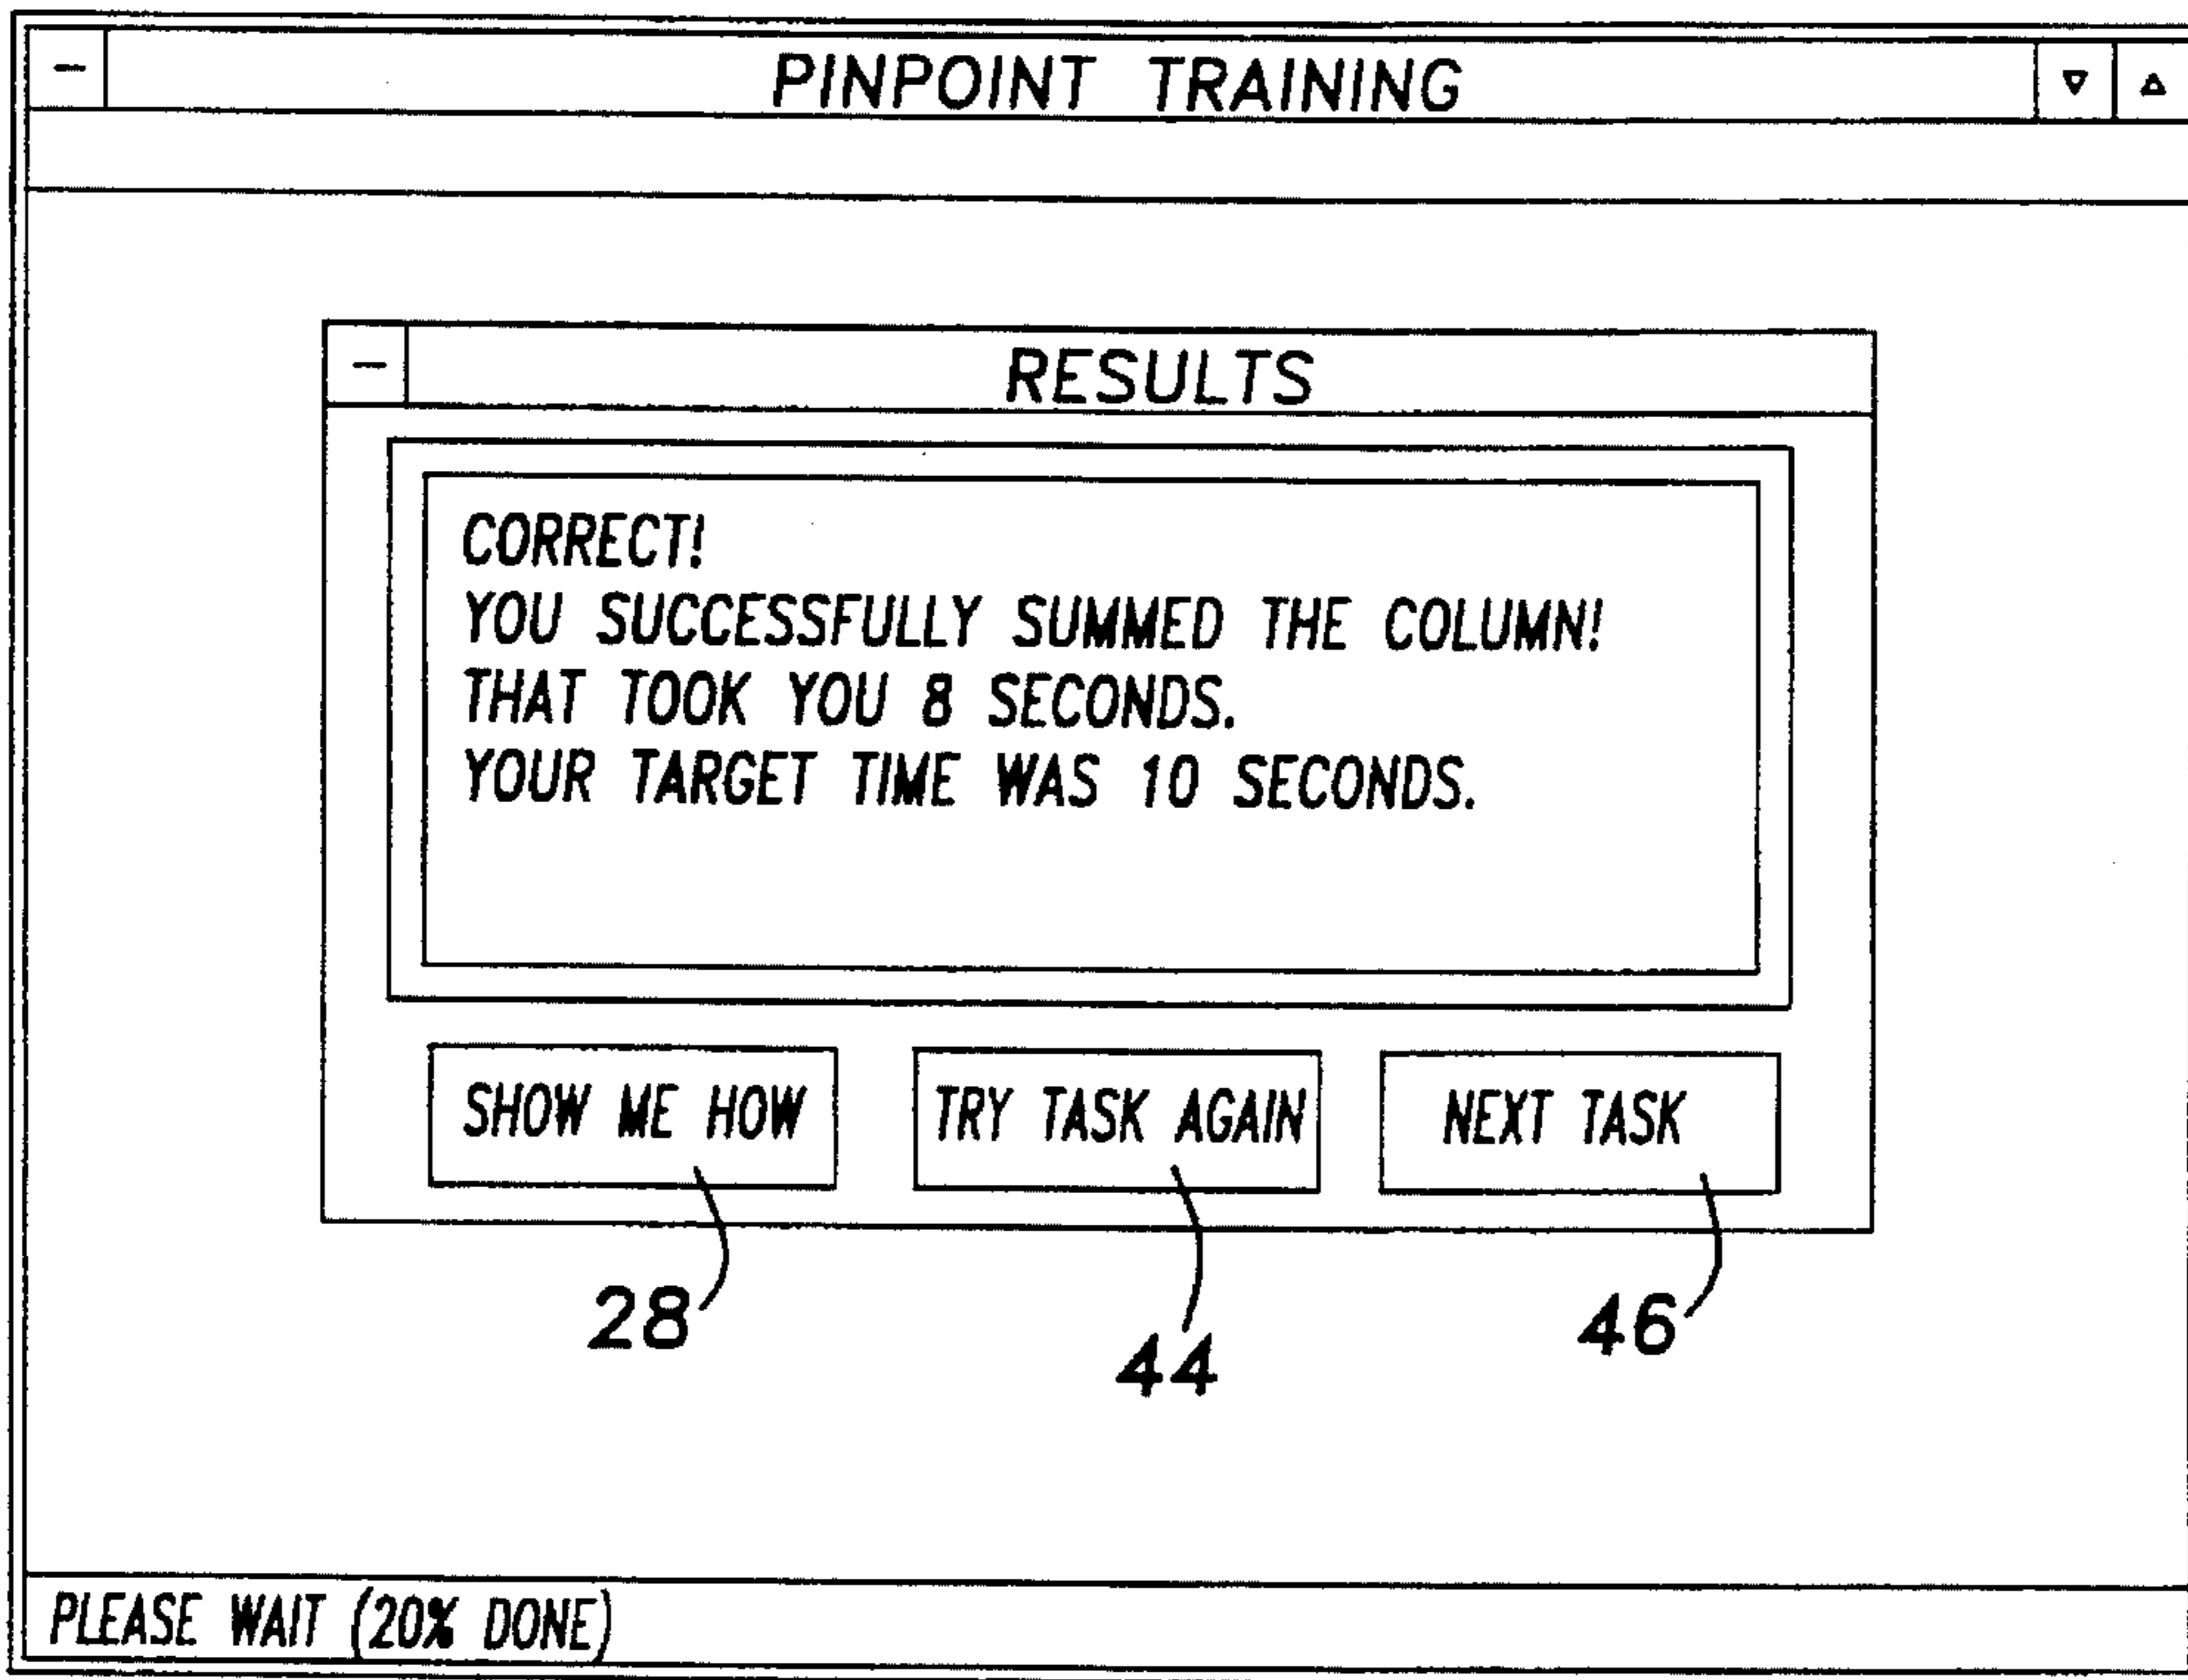 PINPOINT TRAINING
RESULTS
CORRECT!
YOU SUCCESSFULLY SUMMED THE COLUMN!
THAT TOOK YOU 8 SECONDS.
YOUR TARGET TIME WAS 10 SECONDS.
SHOW ME HOW
TRY TASK AGAIN
NEXT TASK
28
44
46
PLEASE WAIT (20% DONE)